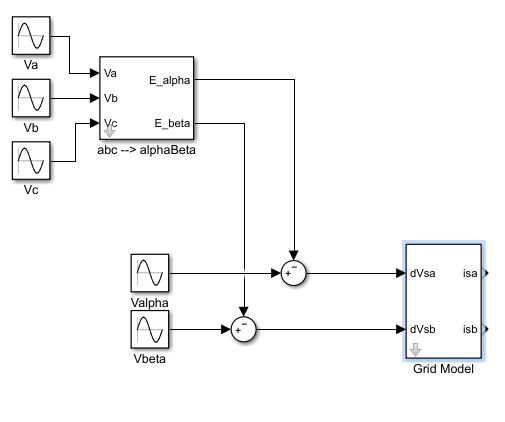 Va
Vb
Vc
Va
Vb
Vc
E_alpha
E_beta
abc --> alphaBeta
Valpha
Vbeta
+
−
+
−
dVsa
dVsb
isa
isb
Grid Model